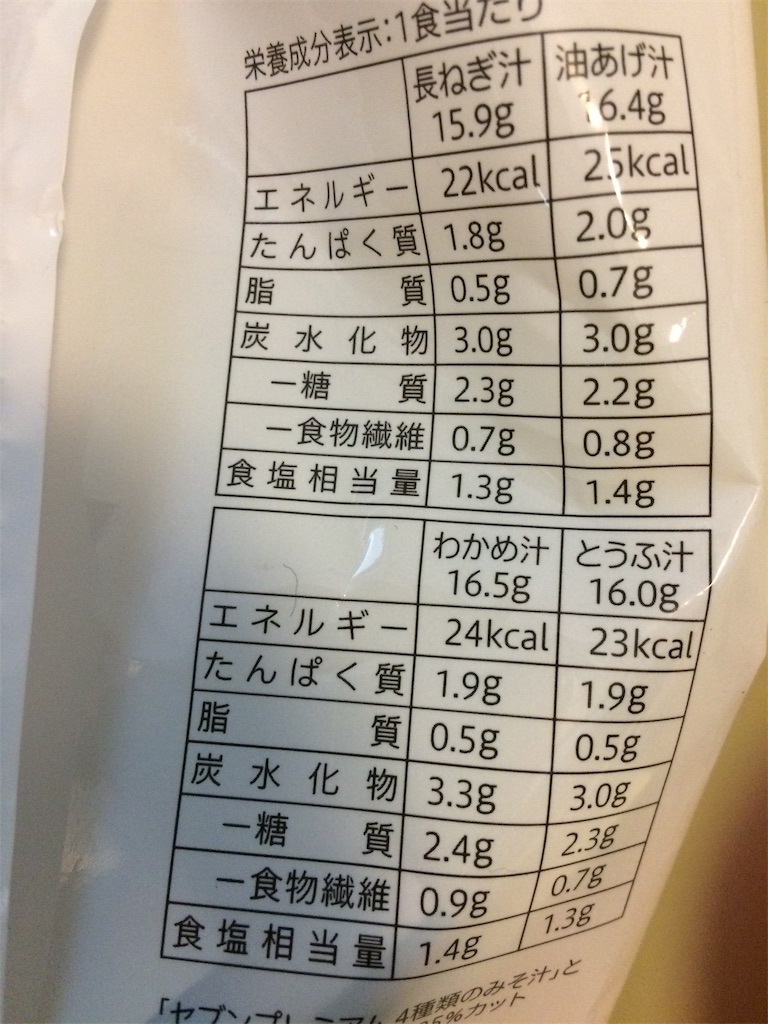 栄養成分表示:1食当たり
長ねぎ汁 油あげ汁
15.9g 16.4g
エネルギー 22kcal 25kcal
たんぱく質 1.8g 2.0g
脂質 0.5g 0.7g
炭水化物 3.0g 3.0g
ー糖質 2.3g 2.2g
ー食物繊維 0.7g 0.8g
食塩相当量 1.3g 1.4g
わかめ汁 とうふ汁
16.5g 16.0g
エネルギー 24kcal 23kcal
たんぱく質 1.9g 1.9g
脂質 0.5g 0.5g
炭水化物 3.3g 3.0g
ー糖質 2.4g 2.3g
ー食物繊維 0.9g 0.7g
食塩相当量 1.4g 1.3g
「セブンプレミアム 4種類のみそ汁」と
5%カット